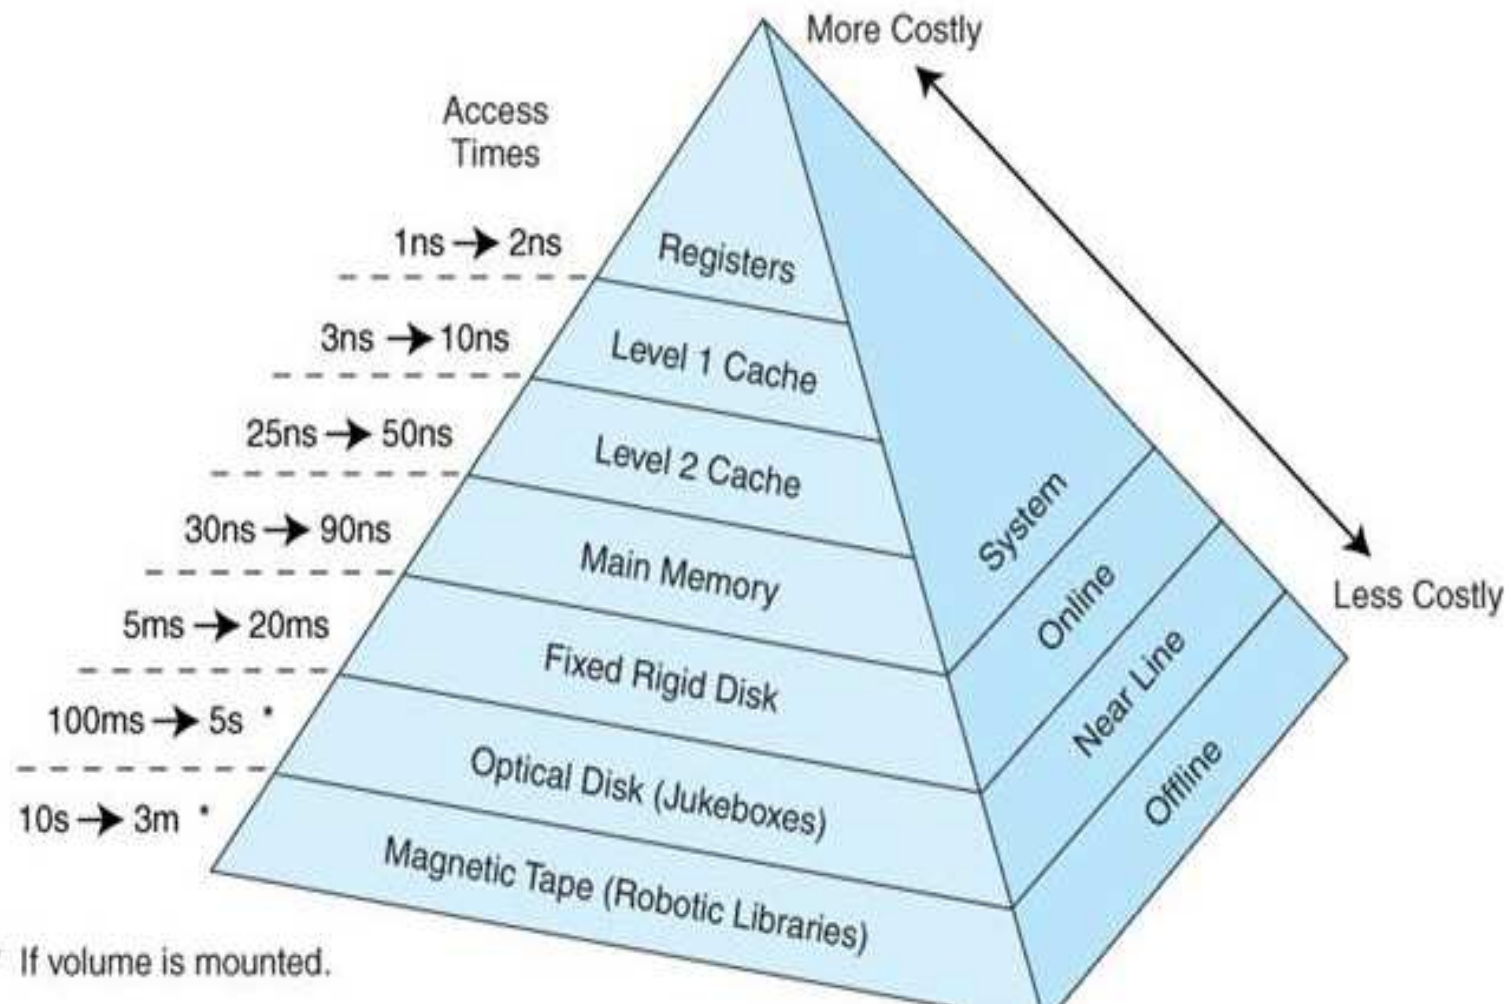 More Costly
Access
Times
1ns → 2ns
Registers
3ns → 10ns
Level 1 Cache
25ns → 50ns
Level 2 Cache
System
30ns → 90ns
Main Memory
Online
Less Costly
5ms → 20ms
Fixed Rigid Disk
Near Line
100ms → 5s *
Optical Disk (Jukeboxes)
Offline
10s → 3m *
Magnetic Tape (Robotic Libraries)
If volume is mounted.